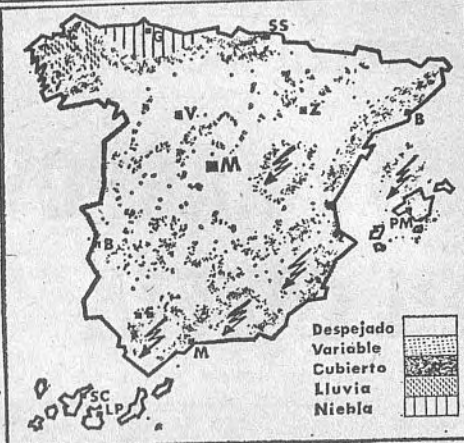 G
SS
V
Z
M
B
PM
B
S
M
SC
LP
Despejado
Variable
Cubierto
Lluvia
Niebla